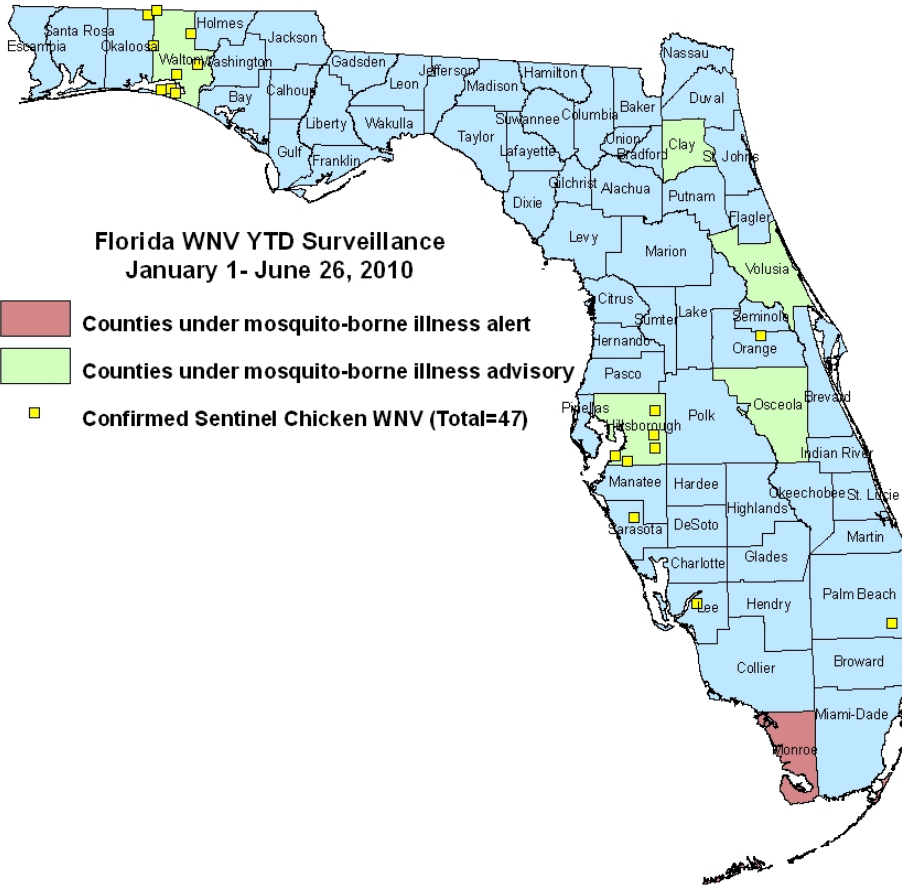 Holmes
Jackson
Santa Rosa
Escambia
Okaloosa
Walton
Washington
Gadsden
Nassau
Jefferson
Hamilton
Leon
Madison
Calhoun
Bay
Duval
Baker
Columbia
Suwannee
Liberty
Wakulla
Taylor
Union
Clay
Bradford
St. Johns
Lafayette
Gulf
Franklin
Gilchrist
Alachua
Putnam
Dixie
Flagler
Levy
Marion
Florida WNV YTD Surveillance
January 1- June 26, 2010
Volusia
Citrus
Lake
Sumter
Seminole
Counties under mosquito-borne illness alert
Hernando
Orange
Counties under mosquito-borne illness advisory
Pasco
Brevard
Osceola
Pinellas
Polk
Hillsborough
Confirmed Sentinel Chicken WNV (Total=47)
Indian River
Manatee
Hardee
Okeechobee
St. Lucie
Highlands
Sarasota
DeSoto
Martin
Glades
Charlotte
Palm Beach
Lee
Hendry
Broward
Collier
Miami-Dade
Monroe